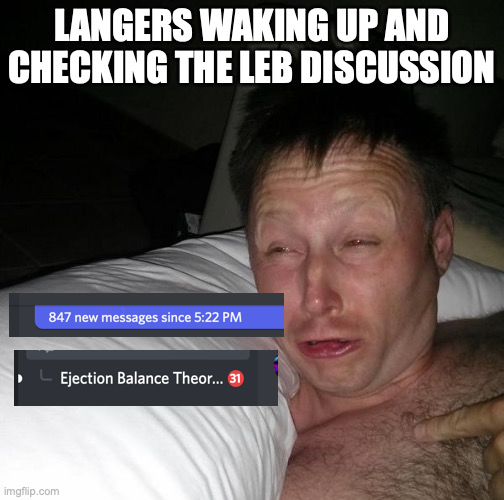 LANGERS WAKING UP AND
CHECKING THE LEB DISCUSSION
847 new messages since 5:22 PM
Ejection Balance Theor... 31
imgflip.com